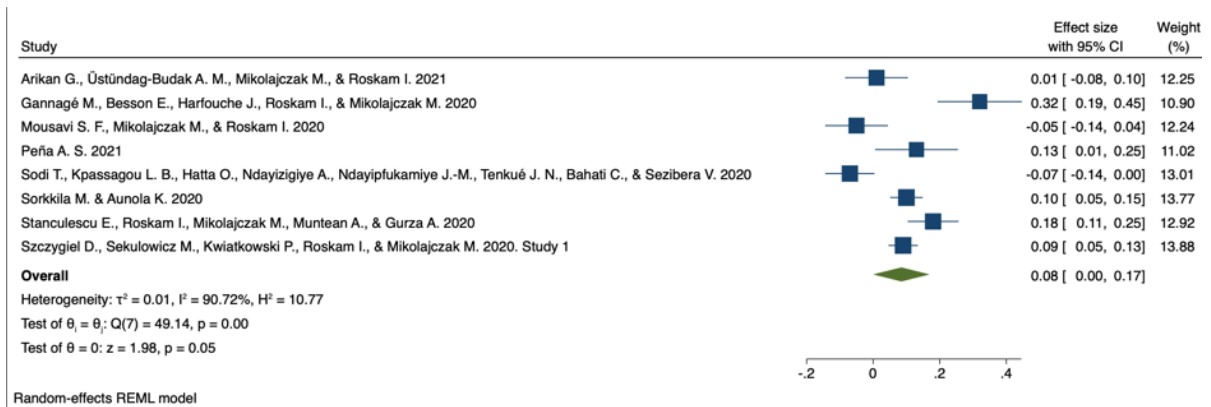 Effect size Weight
Study with 95% CI (%)
Arikan G., Üstündag-Budak A. M., Mikolajczak M., & Roskam I. 2021 0.01 [ -0.08, 0.10] 12.25
Gannagé M., Besson E., Harfouche J., Roskam I., & Mikolajczak M. 2020 0.32 [ 0.19, 0.45] 10.90
Mousavi S. F., Mikolajczak M., & Roskam I. 2020 -0.05 [ -0.14, 0.04] 12.24
Peña A. S. 2021 0.13 [ 0.01, 0.25] 11.02
Sodi T., Kpassagou L. B., Hatta O., Ndayizigiye A., Ndayipfukamiye J.-M., Tenkué J. N., Bahati C., & Sezibera V. 2020 -0.07 [ -0.14, 0.00] 13.01
Sorkkila M. & Aunola K. 2020 0.10 [ 0.05, 0.15] 13.77
Stanculescu E., Roskam I., Mikolajczak M., Muntean A., & Gurza A. 2020 0.18 [ 0.11, 0.25] 12.92
Szczygiel D., Sekulowicz M., Kwiatkowski P., Roskam I., & Mikolajczak M. 2020. Study 1 0.09 [ 0.05, 0.13] 13.88
Overall 0.08 [ 0.00, 0.17]
Heterogeneity: τ² = 0.01, I² = 90.72%, H² = 10.77
Test of θᵢ = θⱼ: Q(7) = 49.14, p = 0.00
Test of θ = 0: z = 1.98, p = 0.05
-.2 0 .2 .4
Random-effects REML model